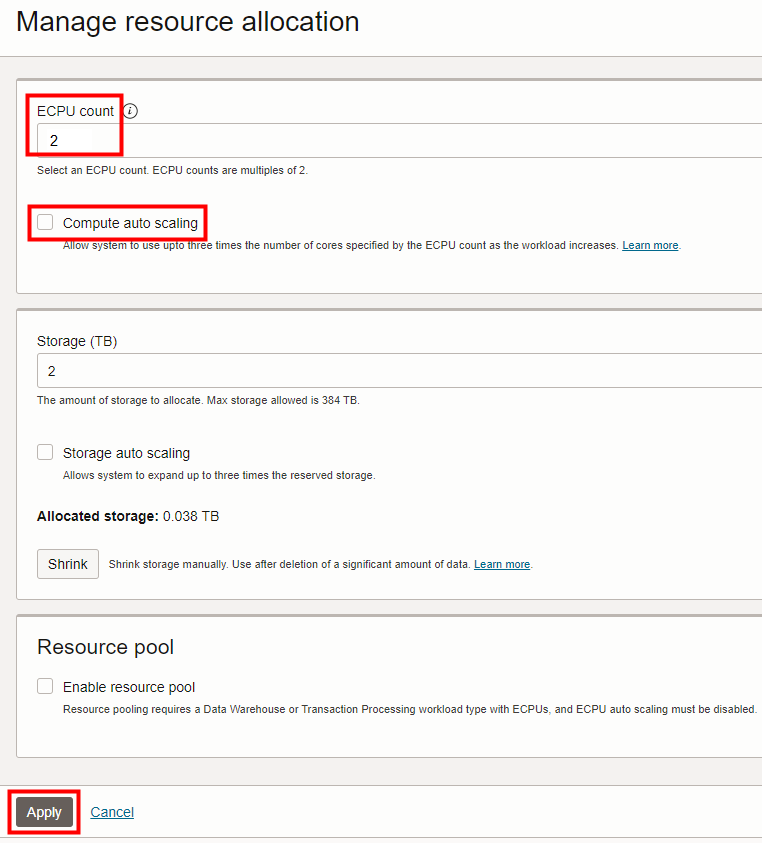 Manage resource allocation
ECPU count i
2
Select an ECPU count. ECPU counts are multiples of 2.
Compute auto scaling
Allow system to use upto three times the number of cores specified by the ECPU count as the workload increases. Learn more.
Storage (TB)
2
The amount of storage to allocate. Max storage allowed is 384 TB.
Storage auto scaling
Allows system to expand up to three times the reserved storage.
Allocated storage: 0.038 TB
Shrink Shrink storage manually. Use after deletion of a significant amount of data. Learn more.
Resource pool
Enable resource pool
Resource pooling requires a Data Warehouse or Transaction Processing workload type with ECPUs, and ECPU auto scaling must be disabled.
Apply Cancel